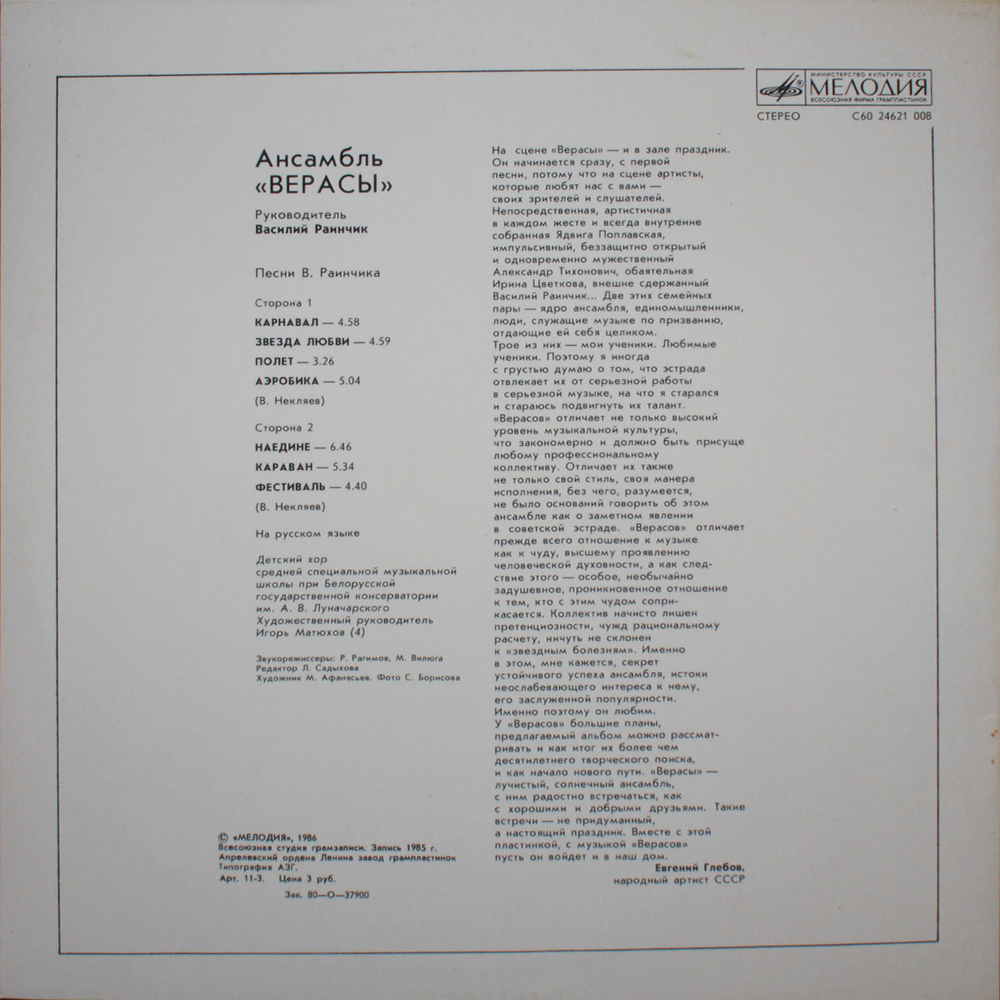 МИНИСТЕРСТВО КУЛЬТУРЫ СССР
МЕЛОДИЯ
ВСЕСОЮЗНАЯ ФИРМА ГРАМПЛАСТИНОК
СТЕРЕО С60 24621 008
Ансамбль
«ВЕРАСЫ»
Руководитель
Василий Раинчик
Песни В. Раинчика
Сторона 1
КАРНАВАЛ — 4.58
ЗВЕЗДА ЛЮБВИ — 4.59
ПОЛЕТ — 3.26
АЭРОБИКА — 5.04
(В. Некляев)
Сторона 2
НАЕДИНЕ — 6.46
КАРАВАН — 5.34
ФЕСТИВАЛЬ — 4.40
(В. Некляев)
На русском языке
Детский хор
средней специальной музыкальной
школы при Белорусской
государственной консерватории
им. А. В. Луначарского
Художественный руководитель
Игорь Матюхов (4)
Звукорежиссеры: Р. Рагимов, М. Вилюга
Редактор Л. Садыхова
Художник М. Афанасьев. Фото С. Борисова
© «МЕЛОДИЯ», 1986
Всесоюзная студия грамзаписи. Запись 1985 г.
Апрелевский ордена Ленина завод грампластинок
Типография АЗГ.
Арт. 11-3. Цена 3 руб.
Зак. 80—О—37900
На сцене «Верасы» — и в зале праздник.
Он начинается сразу, с первой
песни, потому что на сцене артисты,
которые любят нас с вами —
своих зрителей и слушателей.
Непосредственная, артистичная
в каждом жесте и всегда внутренне
собранная Ядвига Поплавская,
импульсивный, беззащитно открытый
и одновременно мужественный
Александр Тихонович, обаятельная
Ирина Цветкова, внешне сдержанный
Василий Раинчик... Две этих семейных
пары — ядро ансамбля, единомышленники,
люди, служащие музыке по призванию,
отдающие ей себя целиком.
Трое из них — мои ученики. Любимые
ученики. Поэтому я иногда
с грустью думаю о том, что эстрада
отвлекает их от серьезной работы
в серьезной музыке, на что я старался
и стараюсь подвигнуть их талант.
«Верасов» отличает не только высокий
уровень музыкальной культуры,
что закономерно и должно быть присуще
любому профессиональному
коллективу. Отличает их также
не только свой стиль, своя манера
исполнения, без чего, разумеется,
не было оснований говорить об этом
ансамбле как о заметном явлении
в советской эстраде. «Верасов» отличает
прежде всего отношение к музыке
как к чуду, высшему проявлению
человеческой духовности, а как след-
ствие этого — особое, необычайно
задушевное, проникновенное отношение
к тем, кто с этим чудом сопри-
касается. Коллектив начисто лишен
претенциозности, чужд рациональному
расчету, ничуть не склонен
к «звездным болезням». Именно
в этом, мне кажется, секрет
устойчивого успеха ансамбля, истоки
неослабевающего интереса к нему,
его заслуженной популярности.
Именно поэтому он любим.
У «Верасов» большие планы,
предлагаемый альбом можно рассмат-
ривать и как итог их более чем
десятилетнего творческого поиска,
и как начало нового пути. «Верасы» —
лучистый, солнечный ансамбль,
с ним радостно встречаться, как
с хорошими и добрыми друзьями. Такие
встречи — не придуманный,
а настоящий праздник. Вместе с этой
пластинкой, с музыкой «Верасов»
пусть он войдет и в наш дом.
Евгений Глебов,
народный артист СССР